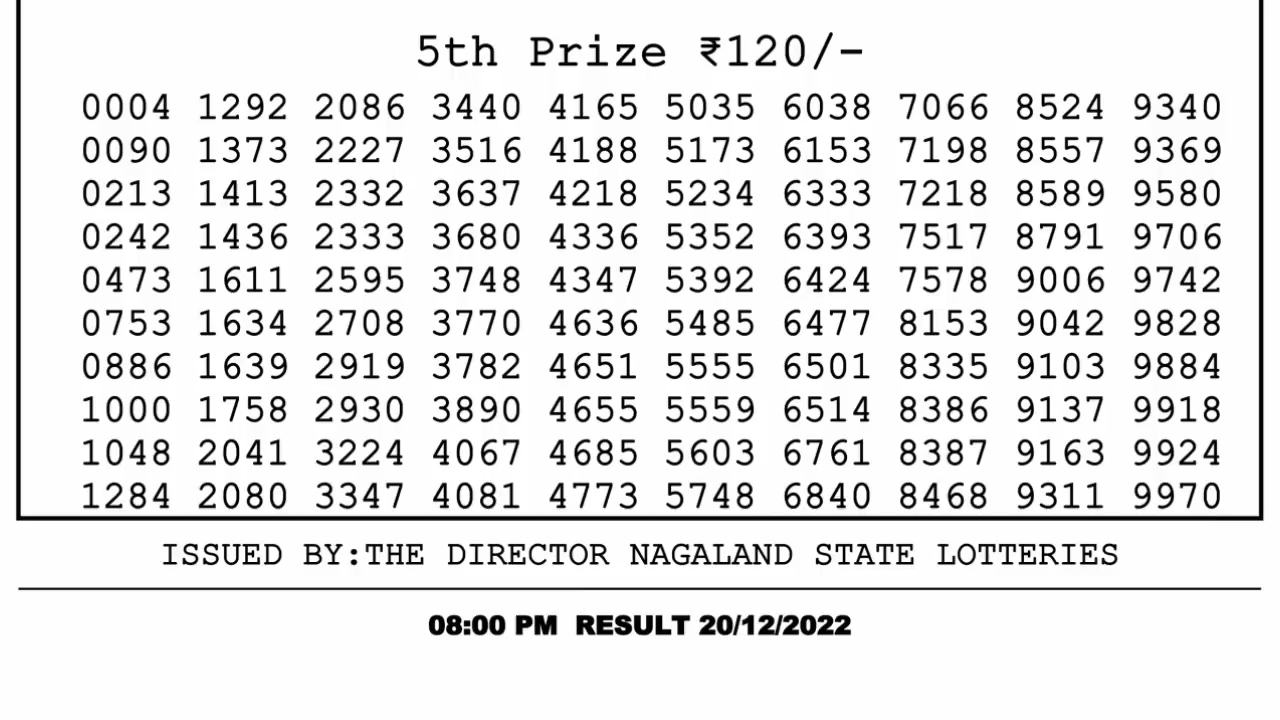 5th Prize ₹120/-
0004 1292 2086 3440 4165 5035 6038 7066 8524 9340
0090 1373 2227 3516 4188 5173 6153 7198 8557 9369
0213 1413 2332 3637 4218 5234 6333 7218 8589 9580
0242 1436 2333 3680 4336 5352 6393 7517 8791 9706
0473 1611 2595 3748 4347 5392 6424 7578 9006 9742
0753 1634 2708 3770 4636 5485 6477 8153 9042 9828
0886 1639 2919 3782 4651 5555 6501 8335 9103 9884
1000 1758 2930 3890 4655 5559 6514 8386 9137 9918
1048 2041 3224 4067 4685 5603 6761 8387 9163 9924
1284 2080 3347 4081 4773 5748 6840 8468 9311 9970
ISSUED BY:THE DIRECTOR NAGALAND STATE LOTTERIES
08:00 PM RESULT 20/12/2022